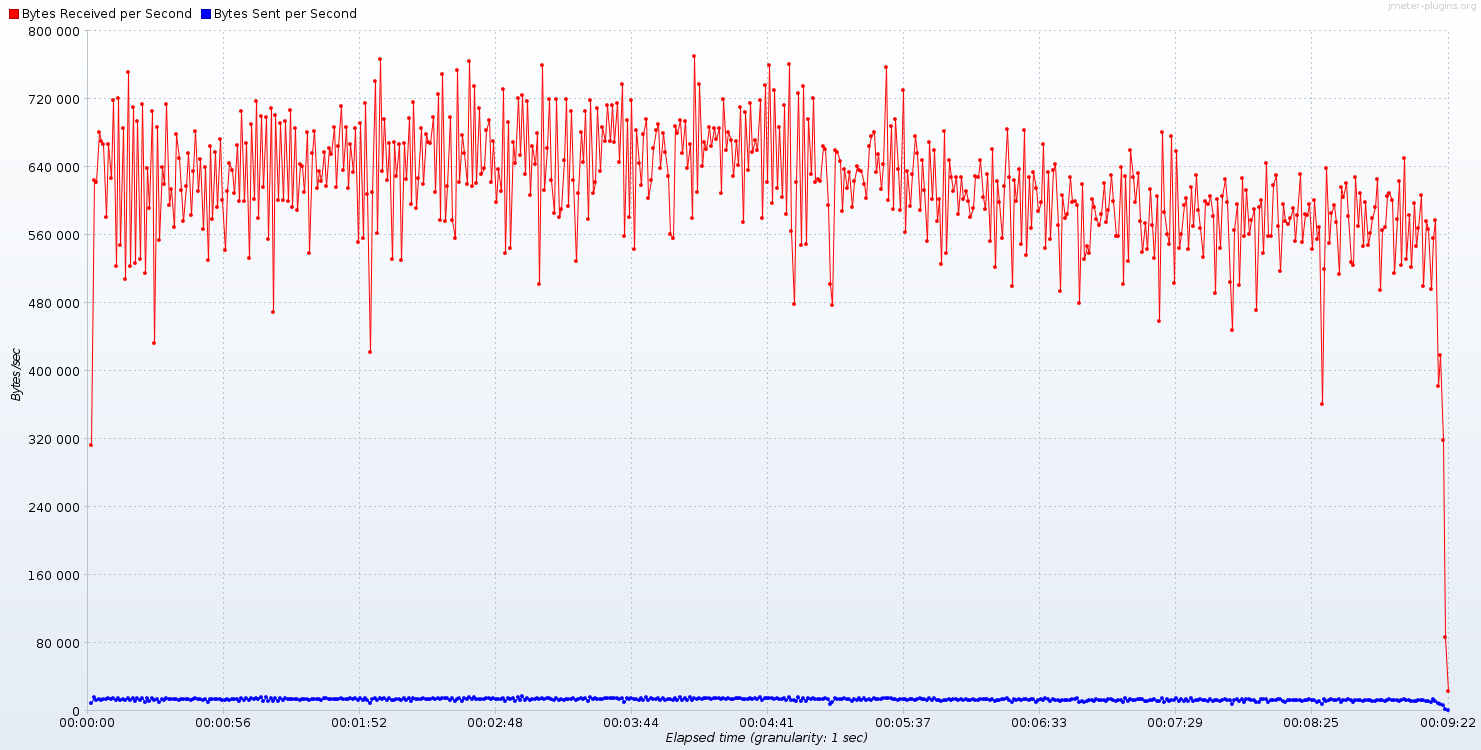 jmeter-plugins.org
Bytes Received per Second Bytes Sent per Second
800 000
720 000
640 000
560 000
480 000
400 000
320 000
240 000
160 000
80 000
0
Bytes /sec
00:00:00 00:00:56 00:01:52 00:02:48 00:03:44 00:04:41 00:05:37 00:06:33 00:07:29 00:08:25 00:09:22
Elapsed time (granularity: 1 sec)